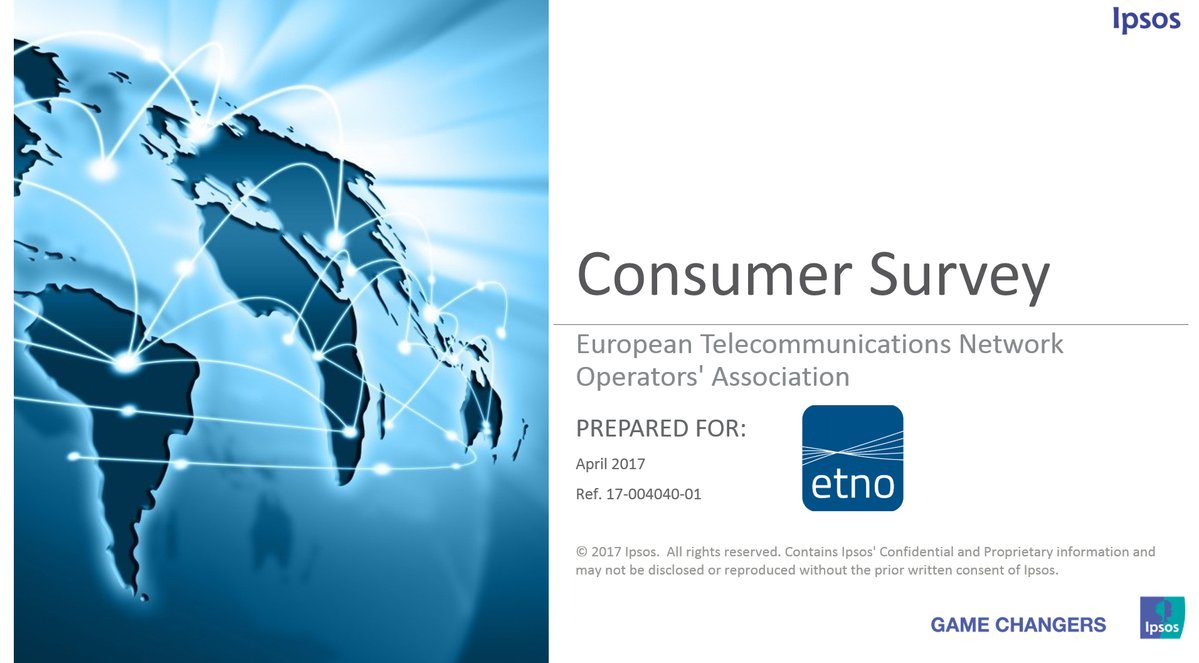 Ipsos
Consumer Survey
European Telecommunications Network
Operators' Association
PREPARED FOR:
April 2017
Ref. 17-004040-01
etno
© 2017 Ipsos.  All rights reserved. Contains Ipsos' Confidential and Proprietary information and
may not be disclosed or reproduced without the prior written consent of Ipsos.
GAME CHANGERS
Ipsos